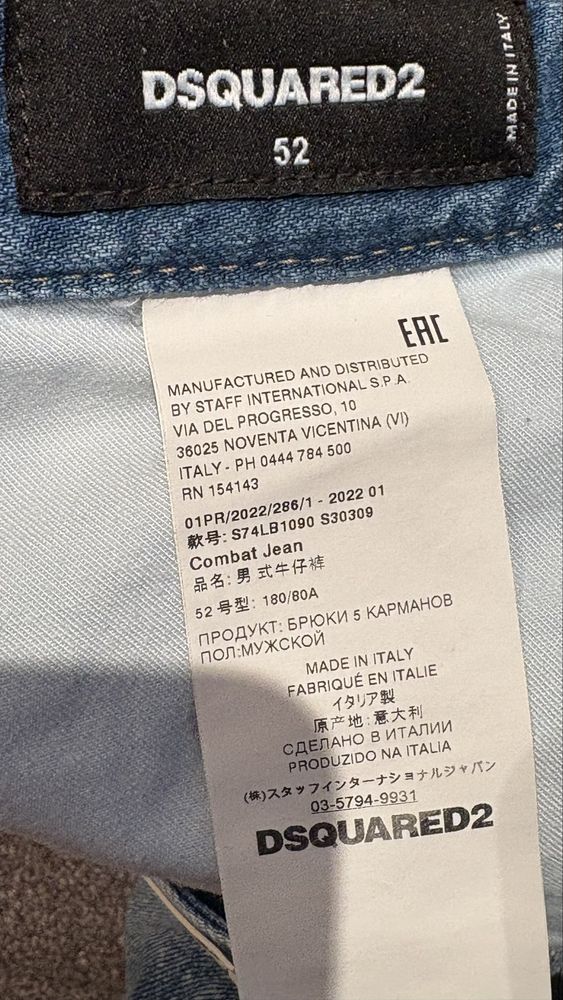 DSQUARED2
52
MADE IN ITALY
EAC
MANUFACTURED AND DISTRIBUTED
BY STAFF INTERNATIONAL S.P.A.
VIA DEL PROGRESSO, 10
36025 NOVENTA VICENTINA (VI)
ITALY - PH 0444 784 500
RN 154143
01PR/2022/286/1 - 2022 01
款号: S74LB1090 S30309
Combat Jean
品名: 男 式牛仔裤
52 号型: 180/80A
ПРОДУКТ: БРЮКИ 5 КАРМАНОВ
ПОЛ:МУЖСКОЙ
MADE IN ITALY
FABRIQUÉ EN ITALIE
イタリア製
原产地: 意大利
СДЕЛАНО В ИТАЛИИ
PRODUZIDO NA ITALIA
(株)スタッフインターナショナルジャパン
03-5794-9931
DSQUARED2